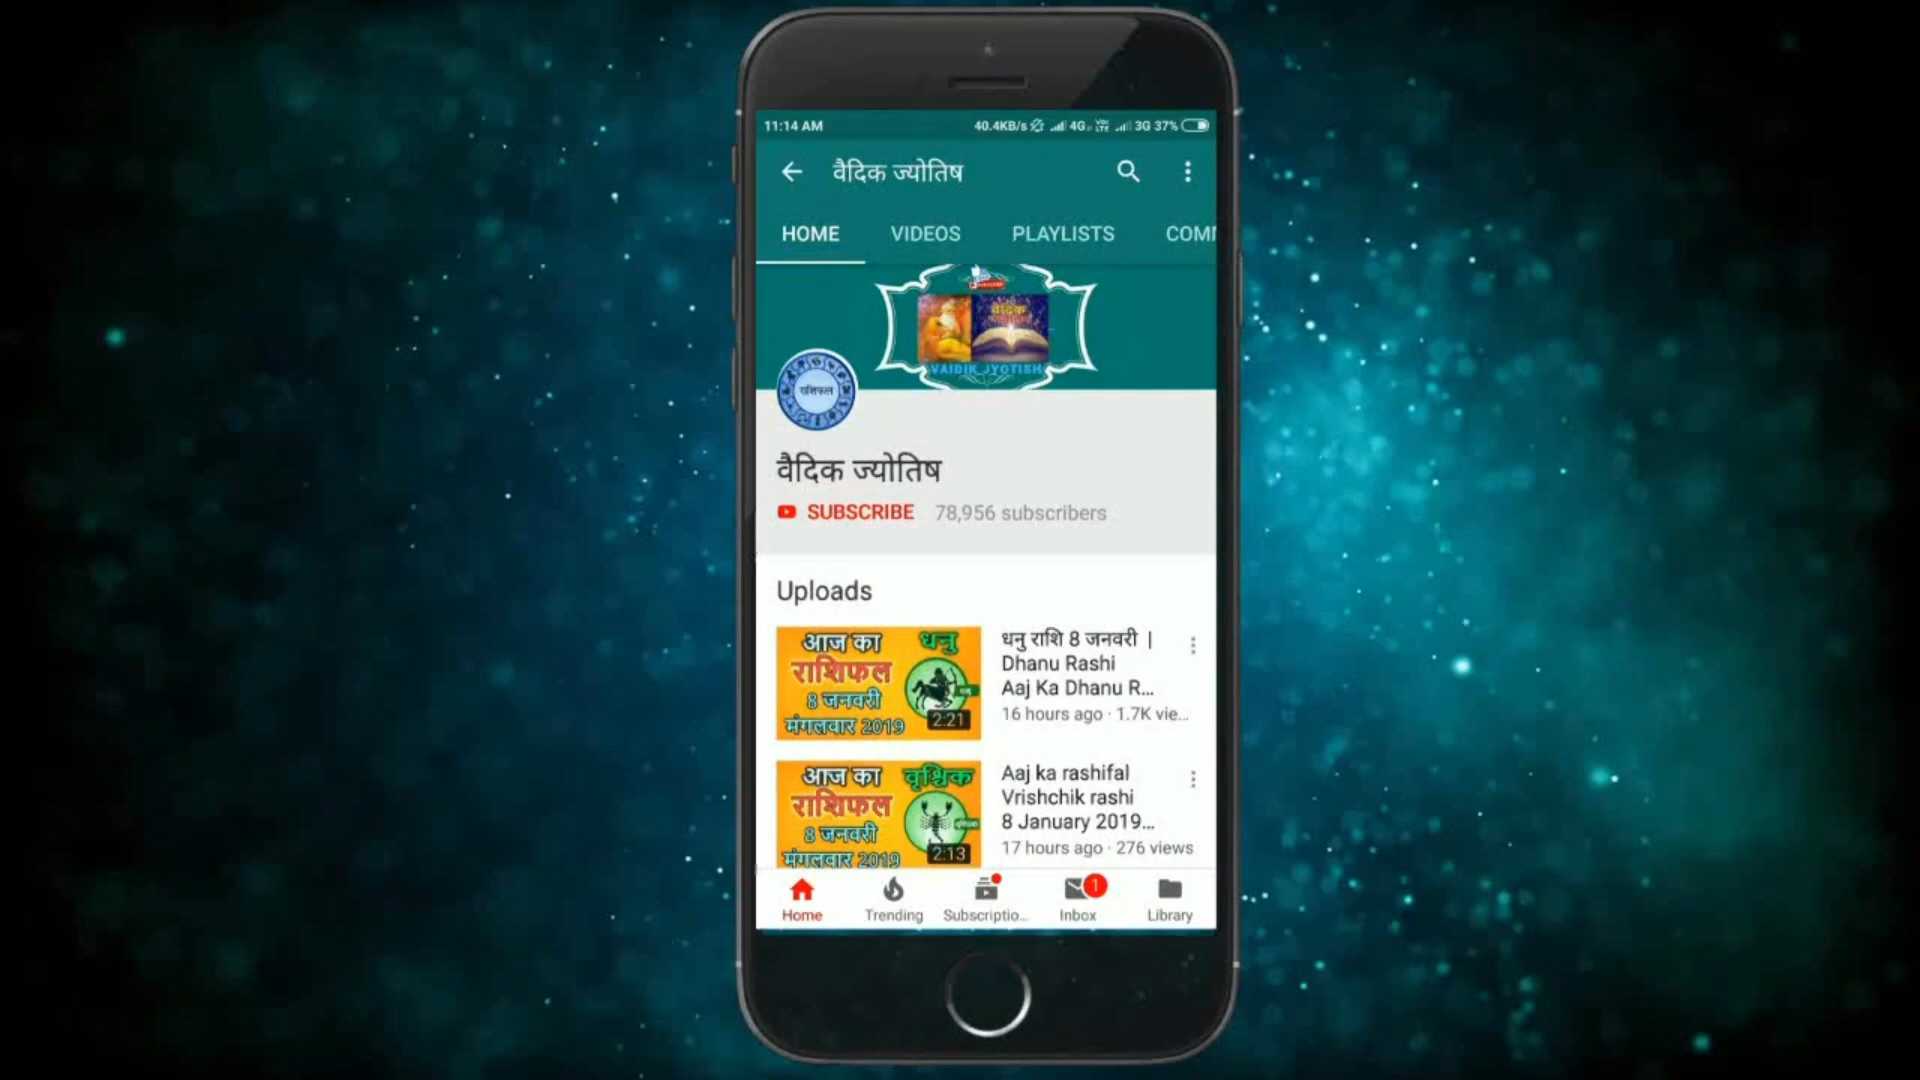 11:14 AM 40.4KB/s 4G VoLTE 3G 37%
वैदिक ज्योतिष
HOME VIDEOS PLAYLISTS COMM
वैदिक
VAIDIK JYOTISH
राशिफल
वैदिक ज्योतिष
SUBSCRIBE 78,956 subscribers
Uploads
आज का धनु
राशिफल
8 जनवरी
मंगलवार 2019
2:21
धनु राशि 8 जनवरी |
Dhanu Rashi
Aaj Ka Dhanu R...
16 hours ago · 1.7K vie...
आज का वृश्चिक
राशिफल
8 जनवरी
मंगलवार 2019
2:13
Aaj ka rashifal
Vrishchik rashi
8 January 2019...
17 hours ago · 276 views
1
Home Trending Subscriptio... Inbox Library